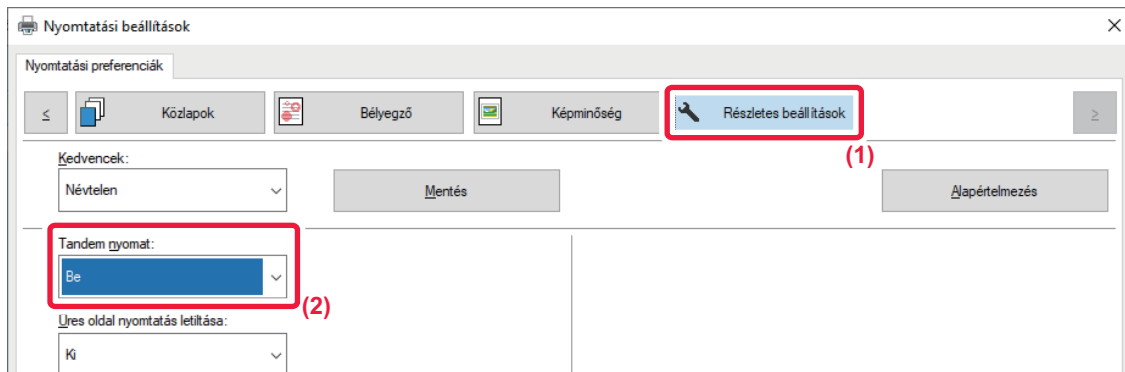 Nyomtatási beállítások
Nyomtatási preferenciák
< Közlapok Bélyegző Képminőség Részletes beállítások >
(1)
Kedvencek:
Névtelen Mentés Alapértelmezés
Tandem nyomat:
Be
(2)
Üres oldal nyomtatás letiltása:
Ki